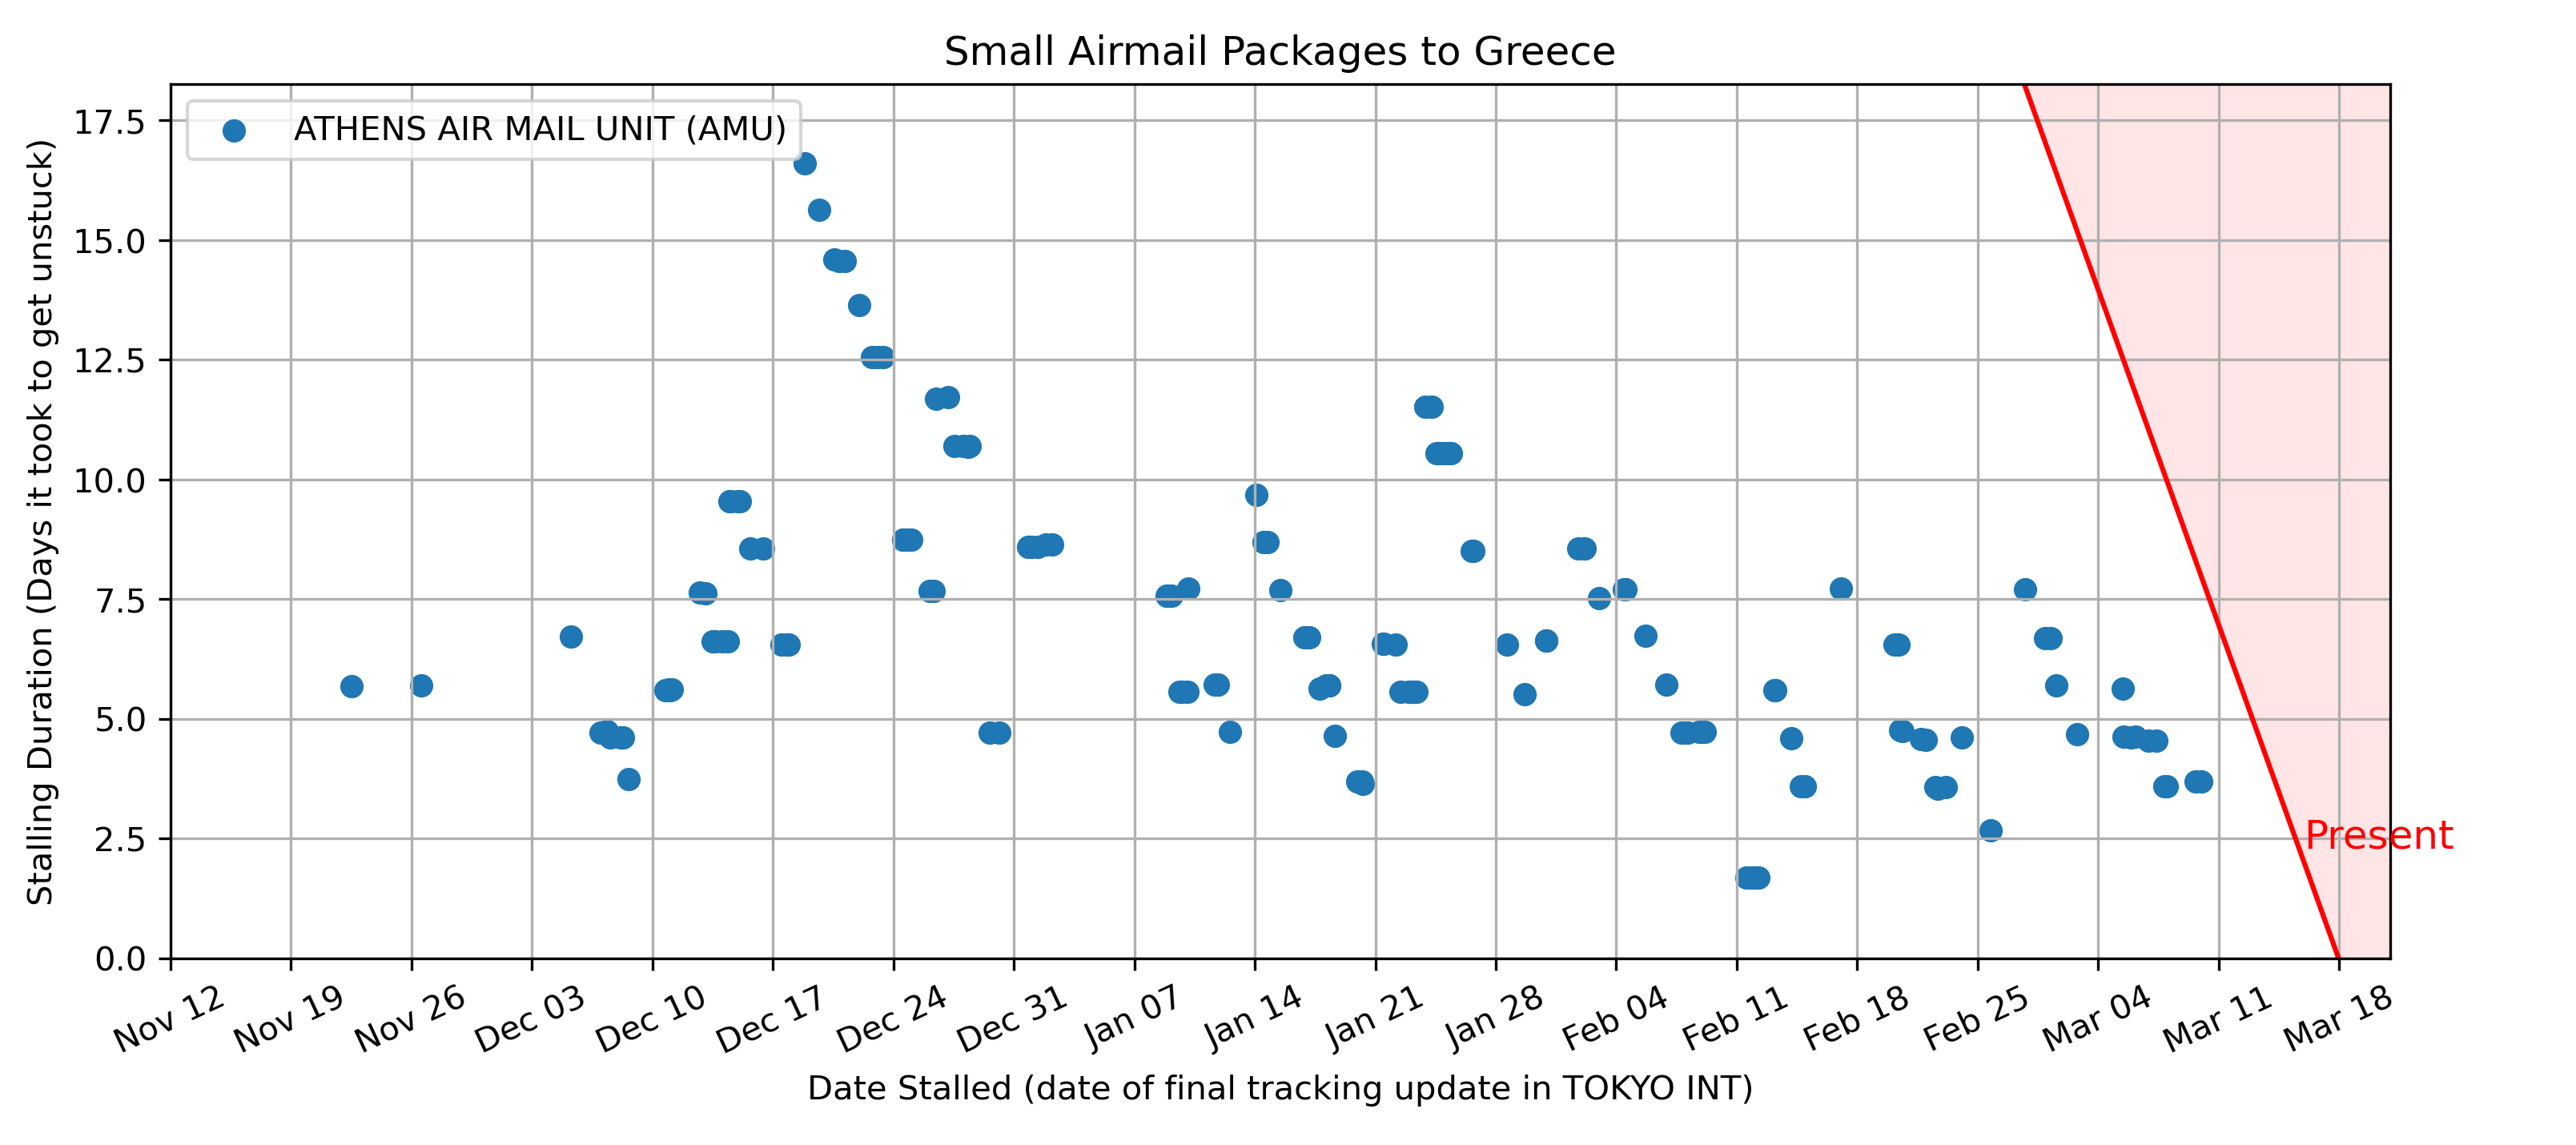 Small Airmail Packages to Greece
ATHENS AIR MAIL UNIT (AMU)
Stalling Duration (Days it took to get unstuck)
17.5
15.0
12.5
10.0
7.5
5.0
2.5
0.0
Present
Nov 12
Nov 19
Nov 26
Dec 03
Dec 10
Dec 17
Dec 24
Dec 31
Jan 07
Jan 14
Jan 21
Jan 28
Feb 04
Feb 11
Feb 18
Feb 25
Mar 04
Mar 11
Mar 18
Date Stalled (date of final tracking update in TOKYO INT)